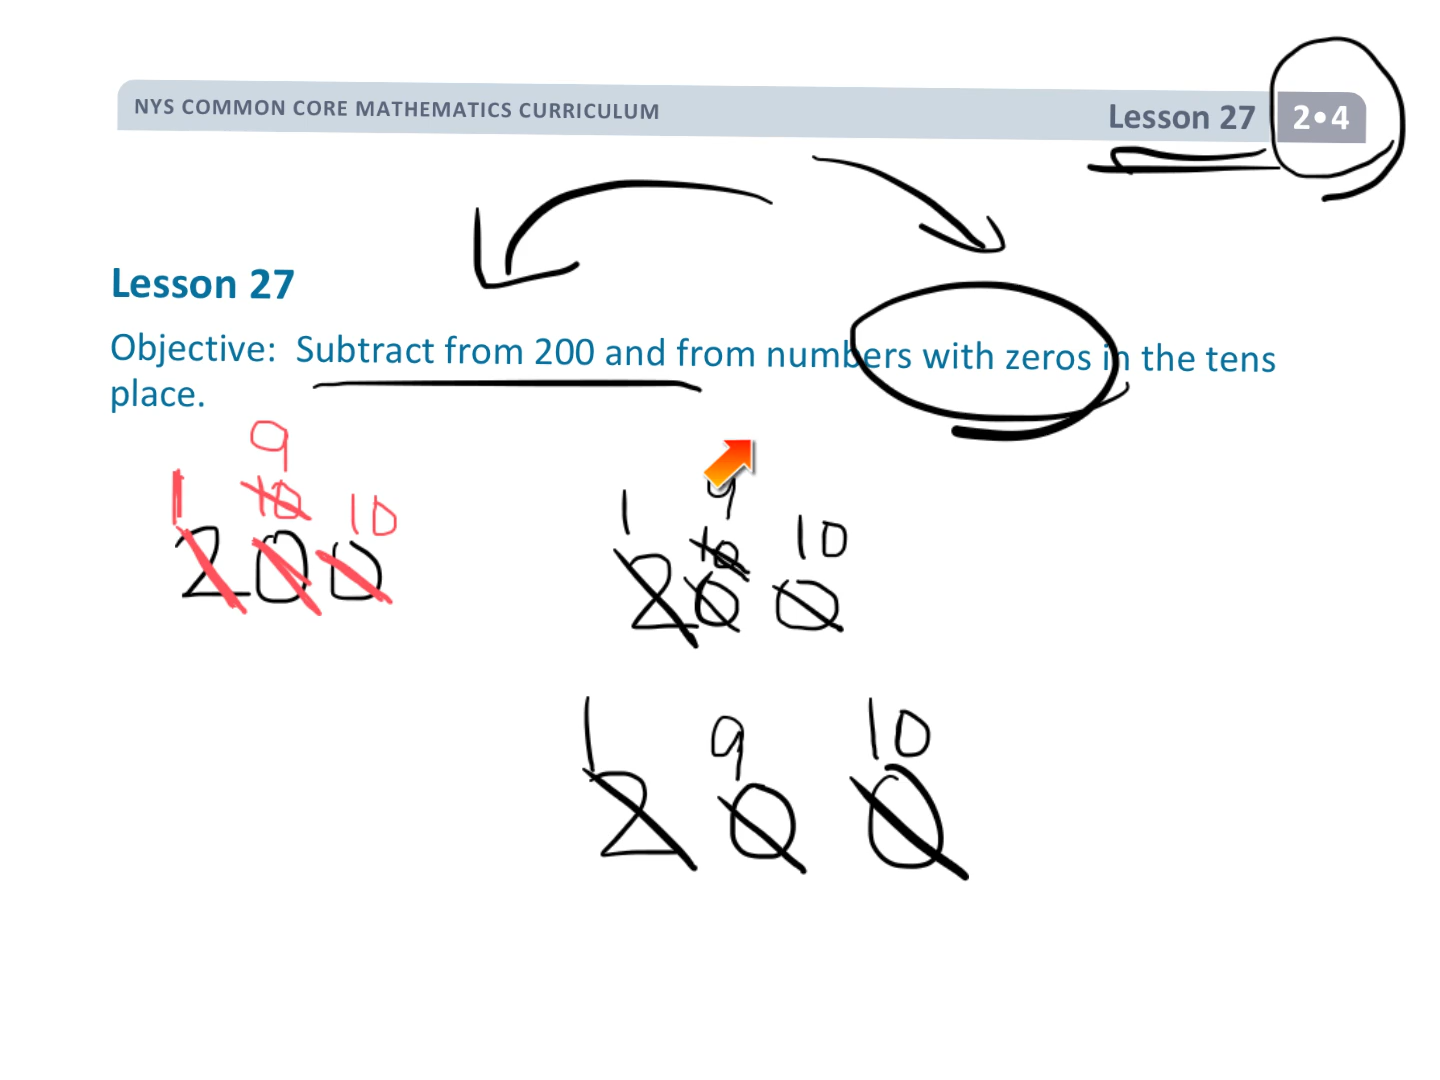 NYS COMMON CORE MATHEMATICS CURRICULUM Lesson 27 2•4
Lesson 27
Objective: Subtract from 200 and from numbers with zeros in the tens
place.
9
1 10 10
200
1 9 10
10
200
1 9 10
200